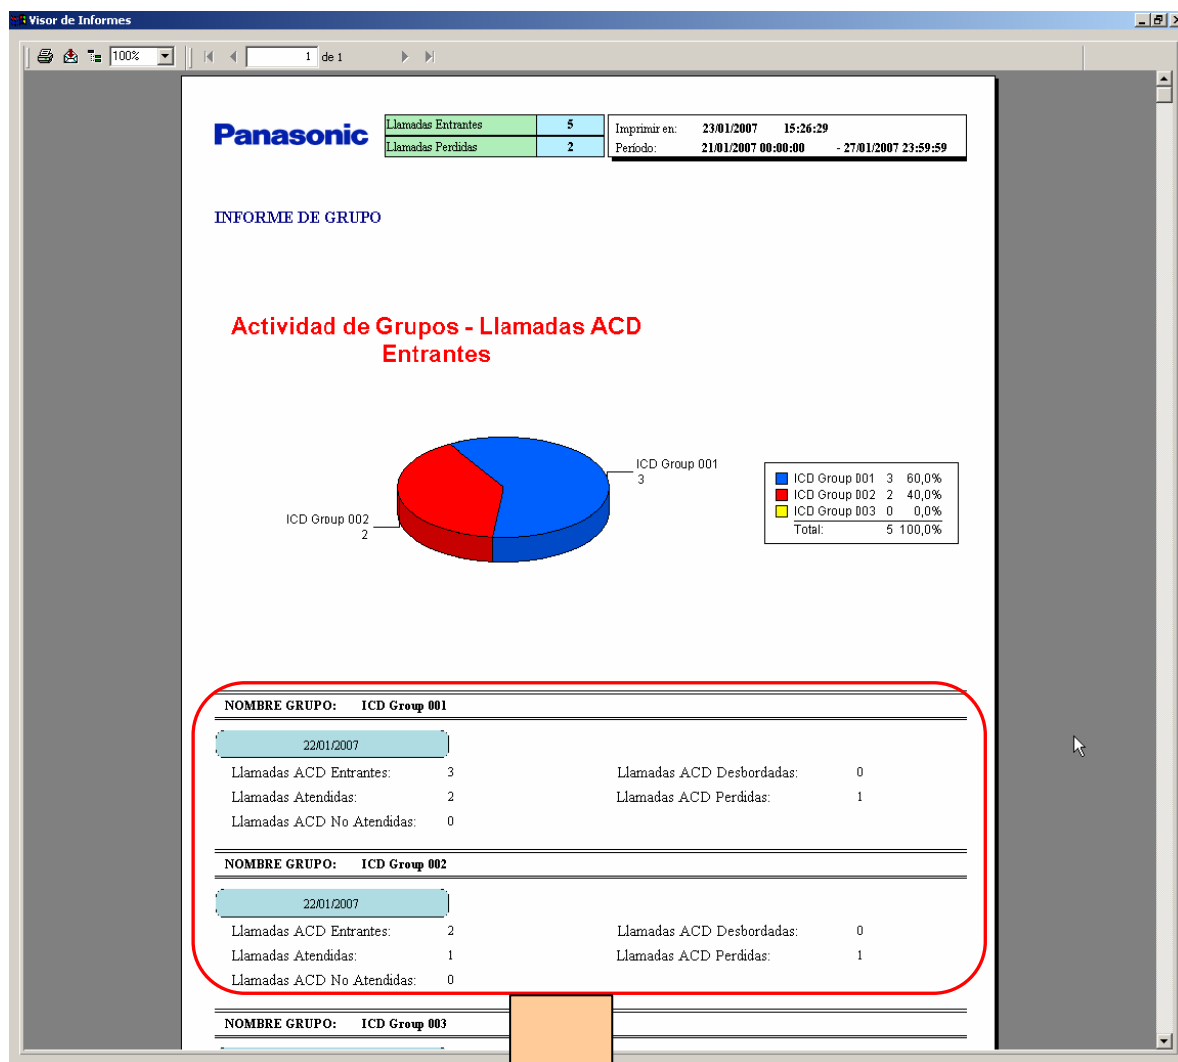 Visor de Informes
100% 1 de 1
Panasonic
Llamadas Entrantes 5
Llamadas Perdidas 2
Imprimir en: 23/01/2007 15:26:29
Período: 21/01/2007 00:00:00 - 27/01/2007 23:59:59
INFORME DE GRUPO
Actividad de Grupos - Llamadas ACD
Entrantes
ICD Group 001
3
ICD Group 002
2
ICD Group 001 3 60,0%
ICD Group 002 2 40,0%
ICD Group 003 0 0,0%
Total: 5 100,0%
NOMBRE GRUPO: ICD Group 001
22/01/2007
Llamadas ACD Entrantes: 3 Llamadas ACD Desbordadas: 0
Llamadas Atendidas: 2 Llamadas ACD Perdidas: 1
Llamadas ACD No Atendidas: 0
NOMBRE GRUPO: ICD Group 002
22/01/2007
Llamadas ACD Entrantes: 2 Llamadas ACD Desbordadas: 0
Llamadas Atendidas: 1 Llamadas ACD Perdidas: 1
Llamadas ACD No Atendidas: 0
NOMBRE GRUPO: ICD Group 003